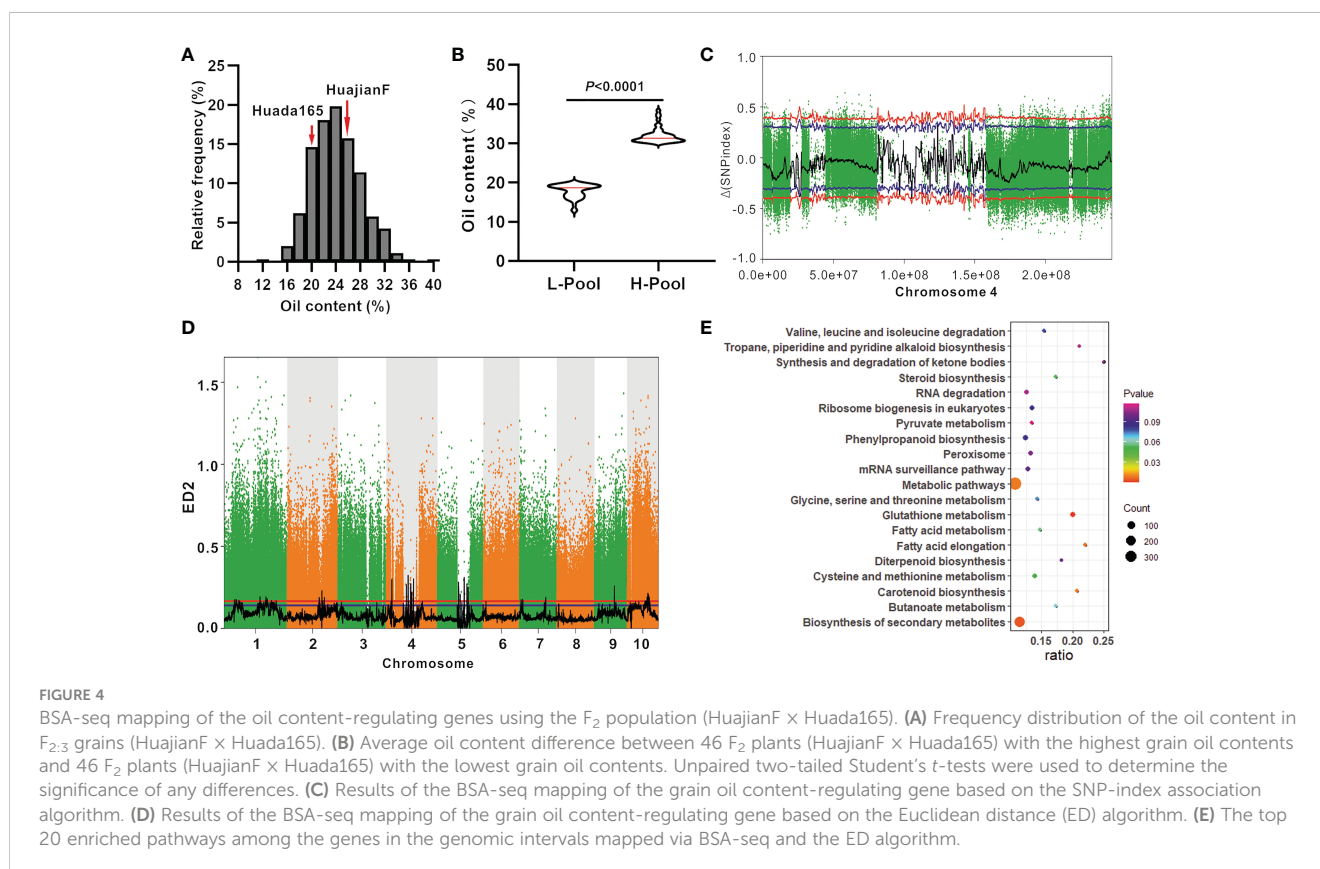 A
Relative frequency (%)
25
20
15
10
5
0
Huada165
HuajianF
8 12 16 20 24 28 32 36 40
Oil content (%)
B
Oil content( %)
50
40
30
20
10
0
P<0.0001
L-Pool H-Pool
C
Δ(SNPindex)
1.0
0.5
0.0
-0.5
-1.0
0.0e+00 5.0e+07 1.0e+08 1.5e+08 2.0e+08
Chromosome 4
D
ED2
1.5
1.0
0.5
0.0
1 2 3 4 5 6 7 8 9 10
Chromosome
E
Valine, leucine and isoleucine degradation
Tropane, piperidine and pyridine alkaloid biosynthesis
Synthesis and degradation of ketone bodies
Steroid biosynthesis
RNA degradation
Ribosome biogenesis in eukaryotes
Pyruvate metabolism
Phenylpropanoid biosynthesis
Peroxisome
mRNA surveillance pathway
Metabolic pathways
Glycine, serine and threonine metabolism
Glutathione metabolism
Fatty acid metabolism
Fatty acid elongation
Diterpenoid biosynthesis
Cysteine and methionine metabolism
Carotenoid biosynthesis
Butanoate metabolism
Biosynthesis of secondary metabolites
0.15 0.20 0.25
ratio
Pvalue
0.09
0.06
0.03
Count
100
200
300
FIGURE 4
BSA-seq mapping of the oil content-regulating genes using the F2 population (HuajianF × Huada165). (A) Frequency distribution of the oil content in
F2:3 grains (HuajianF × Huada165). (B) Average oil content difference between 46 F2 plants (HuajianF × Huada165) with the highest grain oil contents
and 46 F2 plants (HuajianF × Huada165) with the lowest grain oil contents. Unpaired two-tailed Student's t-tests were used to determine the
significance of any differences. (C) Results of the BSA-seq mapping of the grain oil content-regulating gene based on the SNP-index association
algorithm. (D) Results of the BSA-seq mapping of the grain oil content-regulating gene based on the Euclidean distance (ED) algorithm. (E) The top
20 enriched pathways among the genes in the genomic intervals mapped via BSA-seq and the ED algorithm.